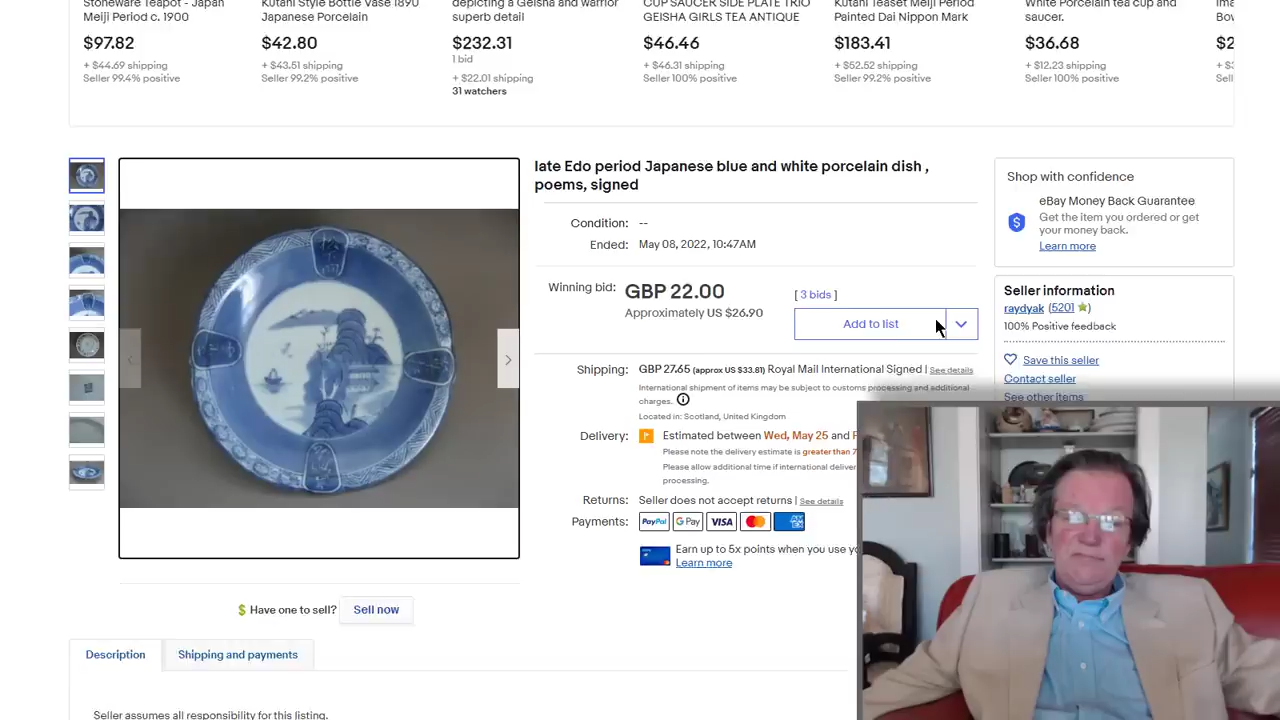 Stoneware Teapot - Japan
Meiji Period c. 1900
$97.82
+ $44.69 shipping
Seller 99.4% positive
Kutani Style Bottle Vase 1890
Japanese Porcelain
$42.80
+ $43.51 shipping
Seller 99.2% positive
depicting a Geisha and warrior
superb detail
$232.31
1 bid
+ $22.01 shipping
31 watchers
CUP SAUCER SIDE PLATE TRIO
GEISHA GIRLS TEA ANTIQUE
$46.46
+ $46.31 shipping
Seller 100% positive
Kutani Teaset Meiji Period
Painted Dai Nippon Mark
$183.41
+ $52.52 shipping
Seller 99.2% positive
White Porcelain tea cup and
saucer.
$36.68
+ $12.23 shipping
Seller 100% positive
late Edo period Japanese blue and white porcelain dish ,
poems, signed
Condition: --
Ended: May 08, 2022, 10:47AM
Winning bid: GBP 22.00
Approximately US $26.90
[ 3 bids ]
Add to list
Shipping: GBP 27.65 (approx US $33.81) Royal Mail International Signed | See details
International shipment of items may be subject to customs processing and additional
charges.
Located in: Scotland, United Kingdom
Delivery: Estimated between Wed, May 25 and
Please note the delivery estimate is greater than
Please allow additional time if international
processing.
Returns: Seller does not accept returns | See details
Payments: PayPal G Pay VISA
Earn up to 5x points when you use
Learn more
Shop with confidence
eBay Money Back Guarantee
Get the item you ordered or get
your money back.
Learn more
Seller information
raydyak (5201 )
100% Positive feedback
Save this seller
Contact seller
See other items
Have one to sell? Sell now
Description
Shipping and payments
Seller assumes all responsibility for this listing.